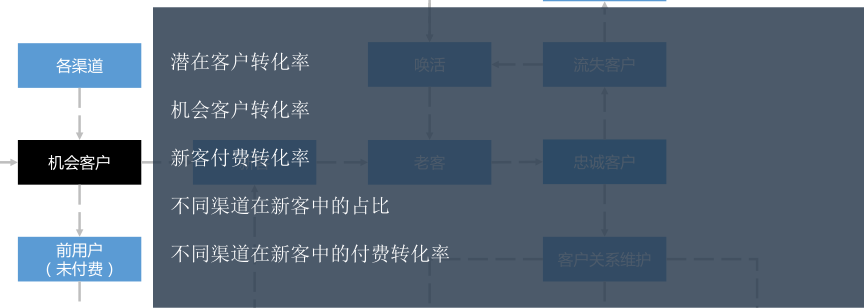 各渠道
机会客户
前用户
（未付费）
潜在客户转化率
机会客户转化率
新客付费转化率
不同渠道在新客中的占比
不同渠道在新客中的付费转化率
唤活
流失客户
老客
忠诚客户
客户关系维护